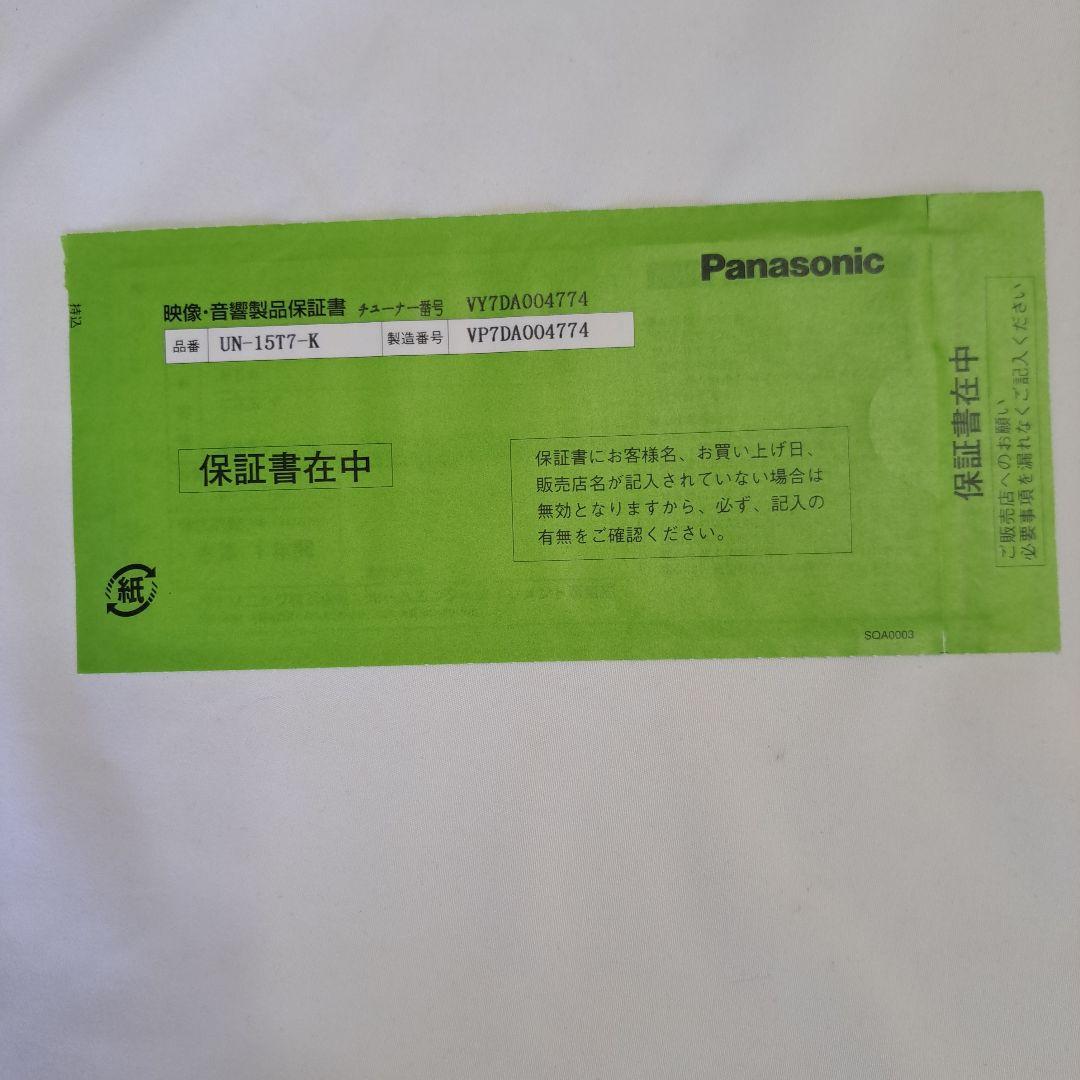 Panasonic
持込
映像・音響製品保証書 チューナー番号 VY7DA004774
品番 UN-15T7-K 製造番号 VP7DA004774
保証書在中
保証書にお客様名、お買い上げ日、
販売店名が記入されていない場合は
無効となりますから、必ず、記入の
有無をご確認ください。
紙
SQA0003
保証書在中
ご販売店へのお願い
必要事項を漏れなくご記入ください